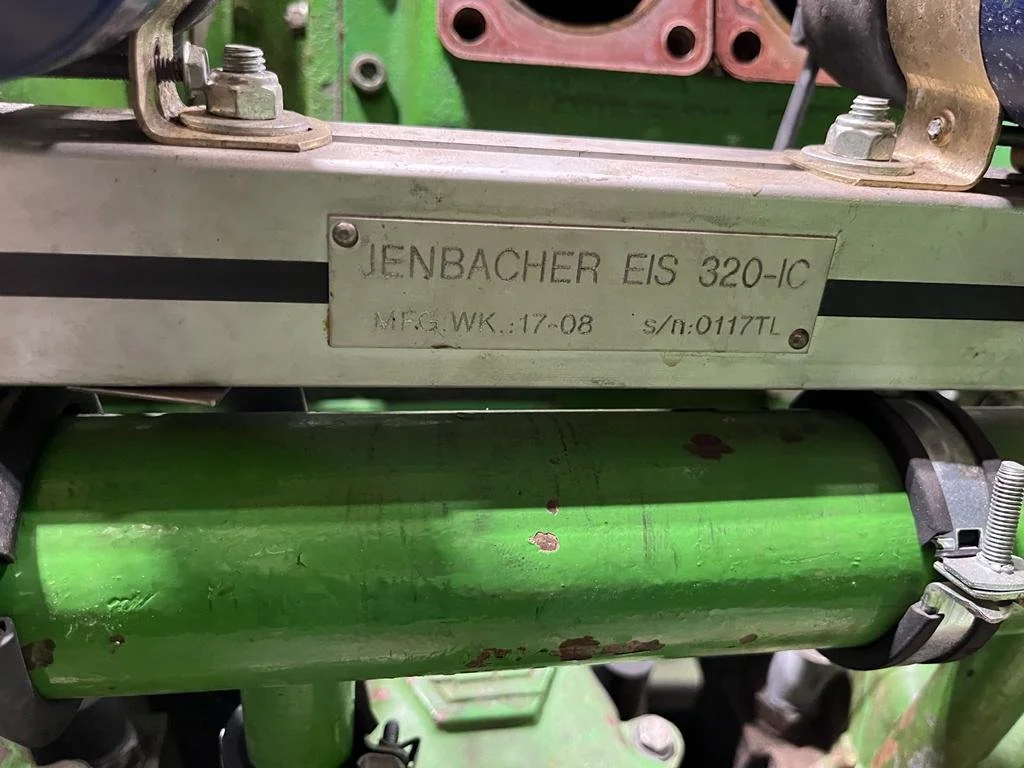 JENBACHER EIS 320-IC
MFG.WK.:17-08 s/n:0117TL